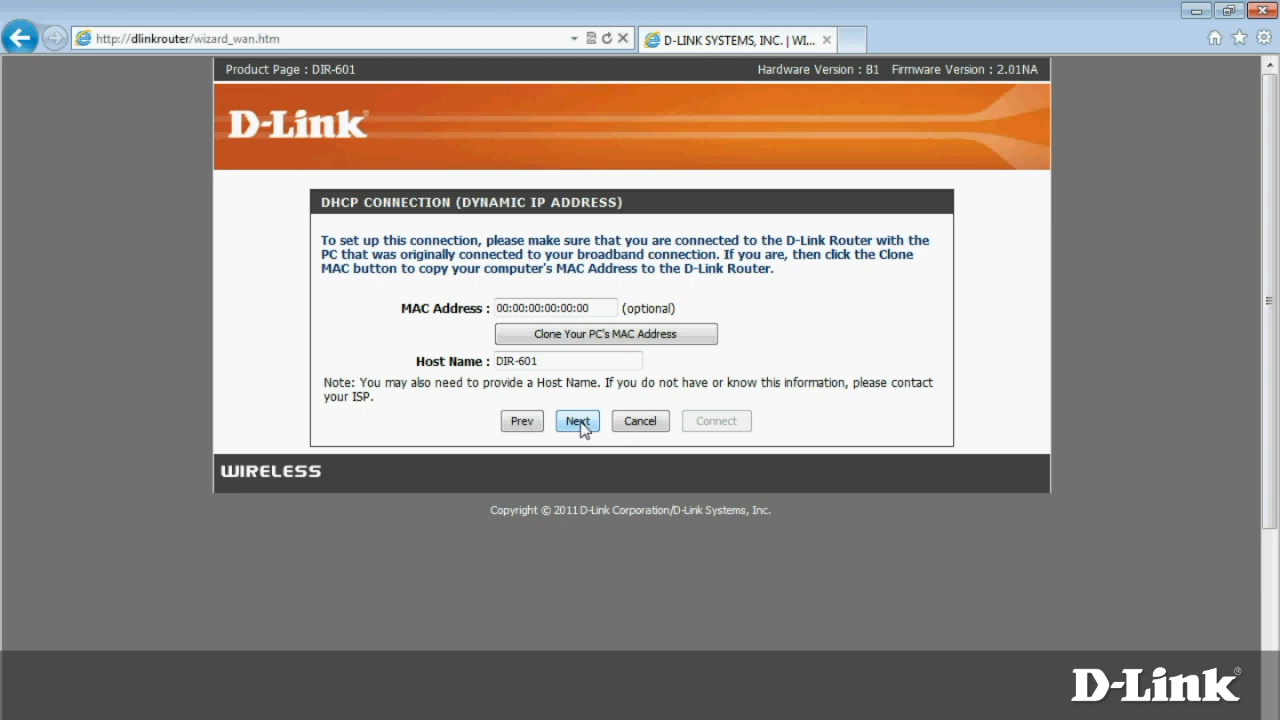 http://dlinkrouter/wizard_wan.htm
D-LINK SYSTEMS, INC. | WI...
Product Page : DIR-601
Hardware Version : B1 Firmware Version : 2.01NA
D-Link®
DHCP CONNECTION (DYNAMIC IP ADDRESS)
To set up this connection, please make sure that you are connected to the D-Link Router with the
PC that was originally connected to your broadband connection. If you are, then click the Clone
MAC button to copy your computer's MAC Address to the D-Link Router.
MAC Address : 00:00:00:00:00:00 (optional)
Clone Your PC's MAC Address
Host Name : DIR-601
Note: You may also need to provide a Host Name. If you do not have or know this information, please contact
your ISP.
Prev Next Cancel Connect
WIRELESS
Copyright © 2011 D-Link Corporation/D-Link Systems, Inc.
D-Link®